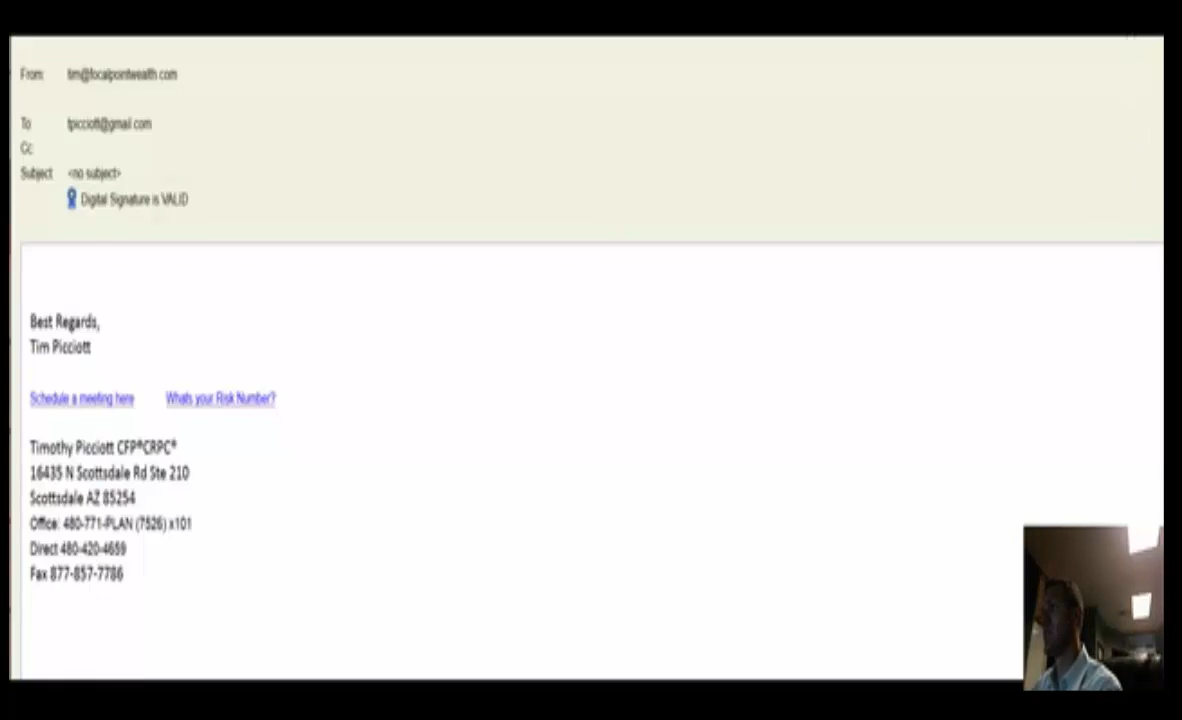 From: tim@focalpointwealth.com
To tpicciott@gmail.com
Cc
Subject <no subject>
Digital Signature is VALID
Best Regards,
Tim Picciott
Schedule a meeting here Whats your Risk Number?
Timothy Picciott CFP®CRPC®
16435 N Scottsdale Rd Ste 210
Scottsdale AZ 85254
Office: 480-771-PLAN (7526) x101
Direct 480-420-4659
Fax 877-857-7786